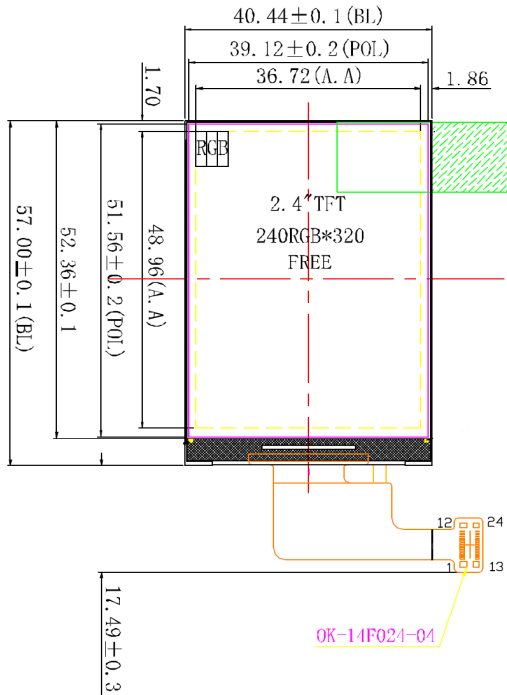 40.44±0.1(BL)
39.12±0.2(POL)
36.72(A.A)
1.86
1.70
RGB
2.4"TFT
240RGB*320
FREE
57.00±0.1(BL)
52.36±0.1
51.56±0.2(POL)
48.96(A.A)
12
24
1
13
OK-14F024-04
17.49±0.3